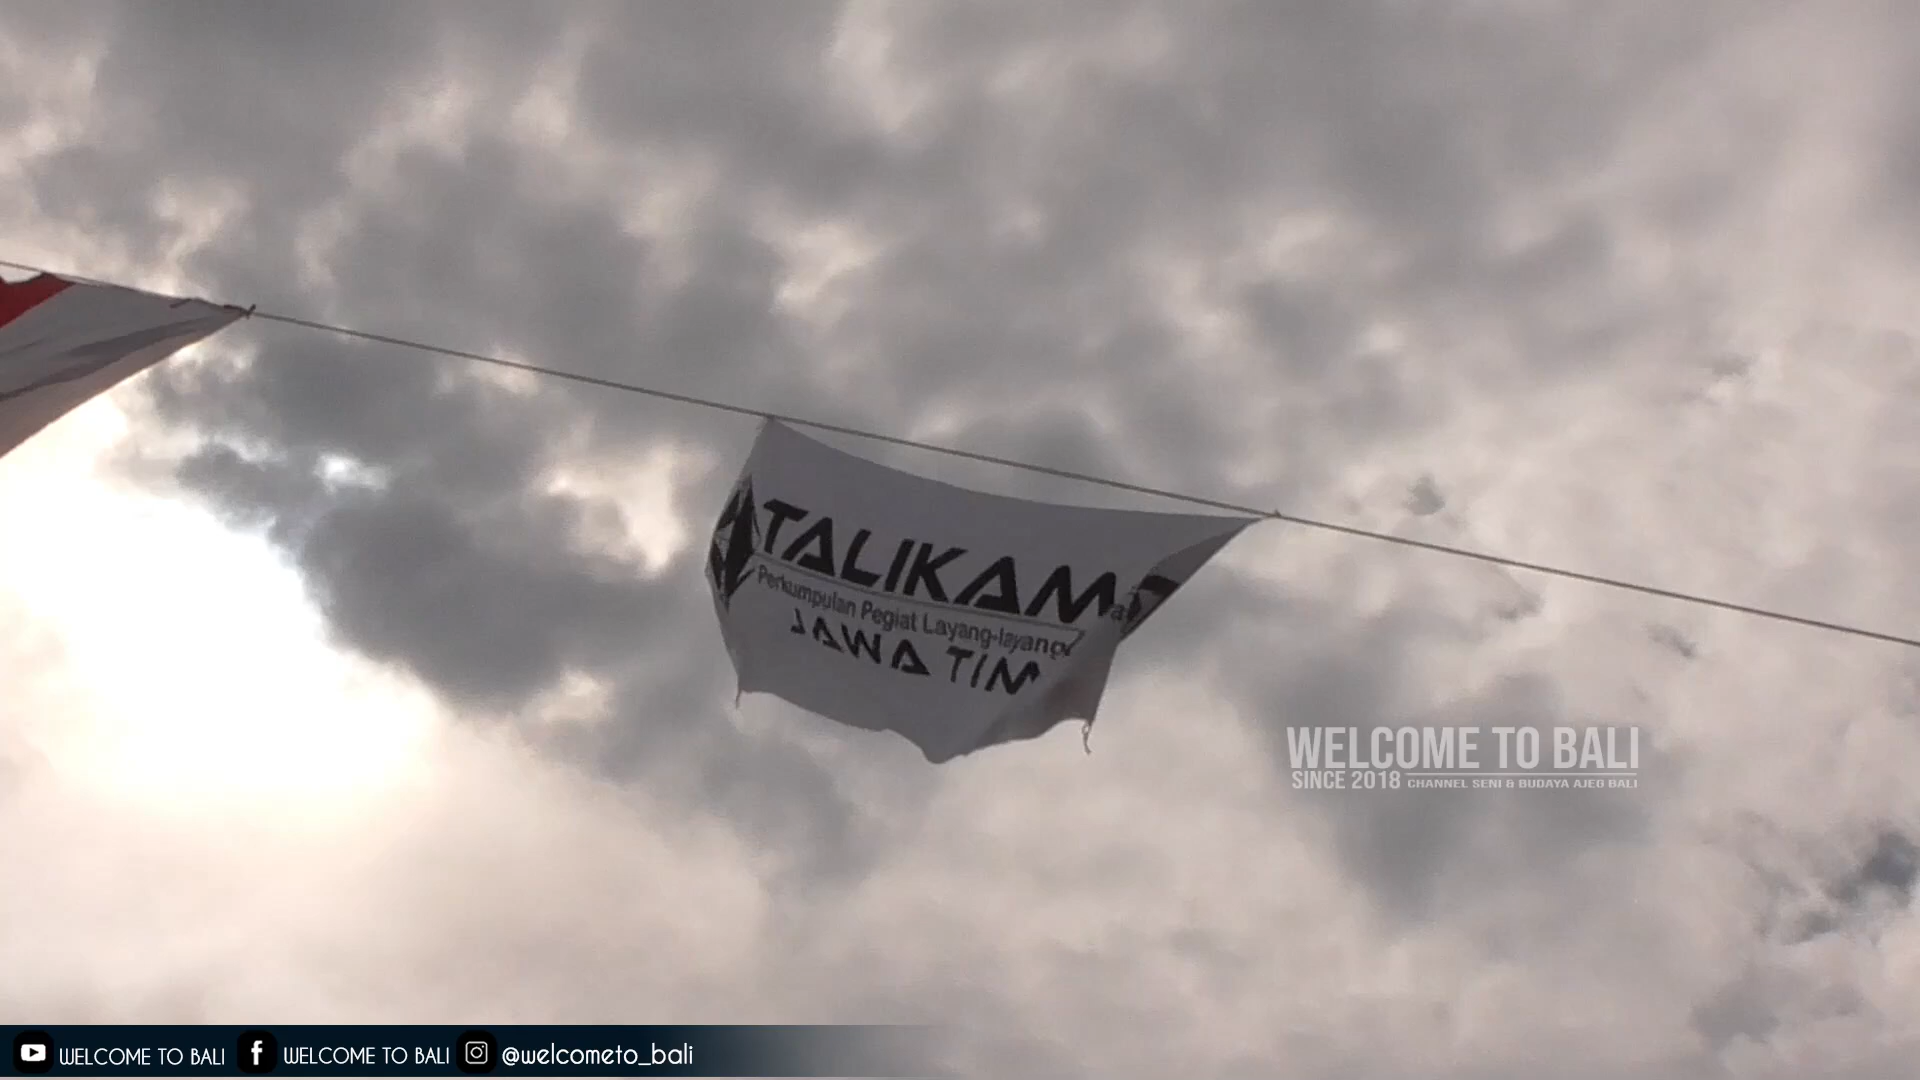 TALIKAM
Perkumpulan Pegiat Layang-layang
JAWA TIM
WELCOME TO BALI
SINCE 2018 CHANNEL SENI & BUDAYA AJEG BALI
WELCOME TO BALI WELCOME TO BALI @welcometo_bali